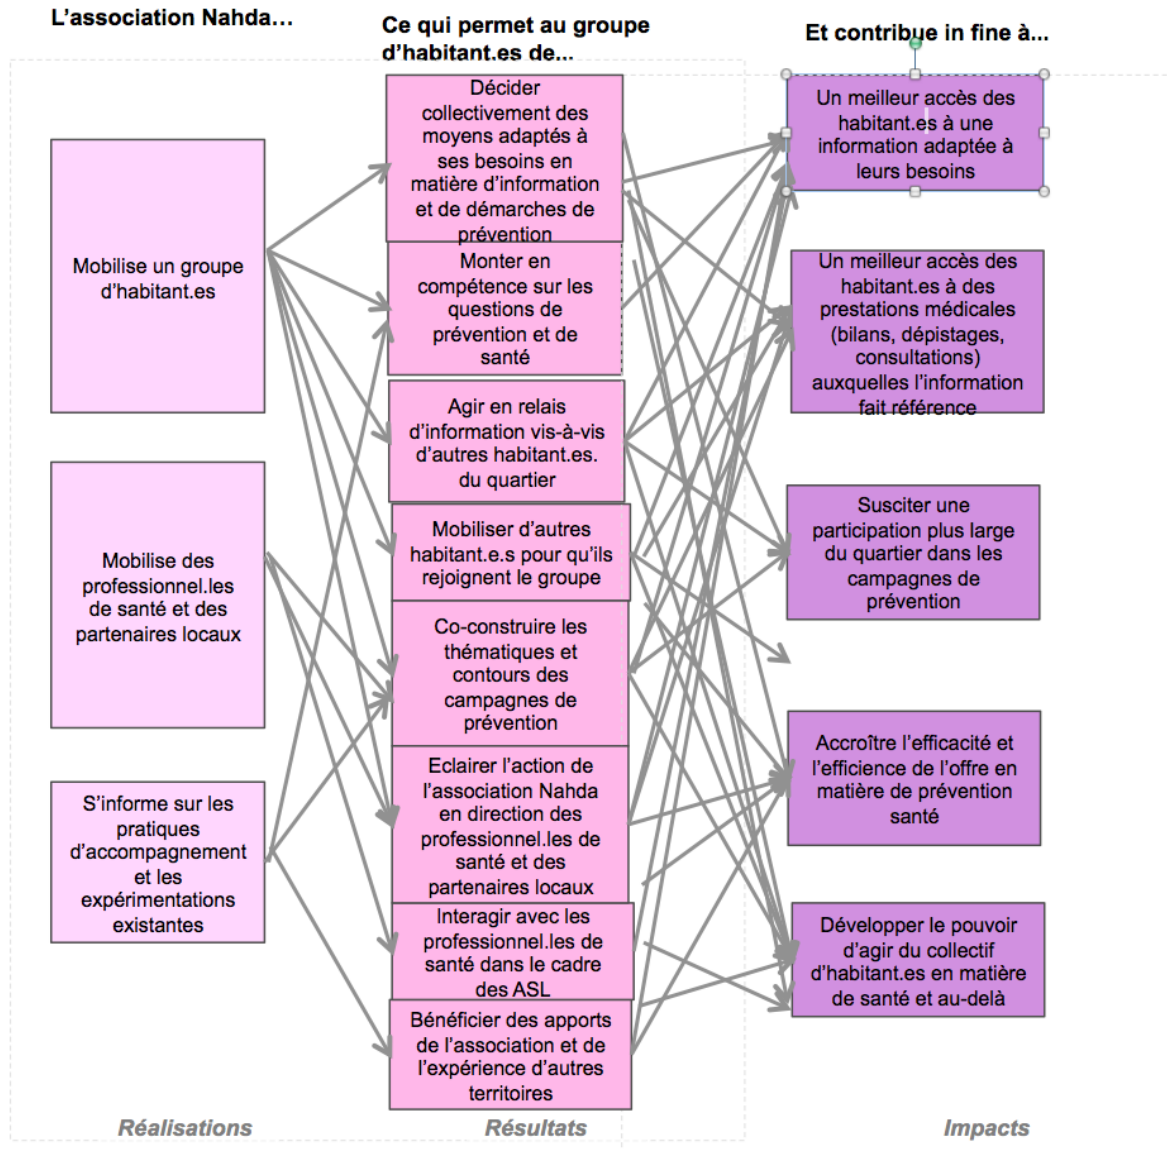 L’association Nahda…
Ce qui permet au groupe
d’habitant.es de...
Et contribue in fine à...
Mobilise un groupe
d’habitant.es
Mobilise des
professionnel.les
de santé et des
partenaires locaux
S’informe sur les
pratiques
d’accompagnement
et les
expérimentations
existantes
Décider
collectivement des
moyens adaptés à
ses besoins en
matière d’information
et de démarches de
prévention
Monter en
compétence sur les
questions de
prévention et de
santé
Agir en relais
d’information vis-à-vis
d’autres habitant.es.
du quartier
Mobiliser d’autres
habitant.e.s pour qu’ils
rejoignent le groupe
Co-construire les
thématiques et
contours des
campagnes de
prévention
Eclairer l’action de
l’association Nahda
en direction des
professionnel.les de
santé et des
partenaires locaux
Interagir avec les
professionnel.les de
santé dans le cadre
des ASL
Bénéficier des apports
de l’association et de
l’expérience d’autres
territoires
Un meilleur accès des
habitant.es à une
information adaptée à
leurs besoins
Un meilleur accès des
habitant.es à des
prestations médicales
(bilans, dépistages,
consultations)
auxquelles l’information
fait référence
Susciter une
participation plus large
du quartier dans les
campagnes de
prévention
Accroître l’efficacité et
l’efficience de l’offre en
matière de prévention
santé
Développer le pouvoir
d’agir du collectif
d’habitant.es en matière
de santé et au-delà
Réalisations
Résultats
Impacts